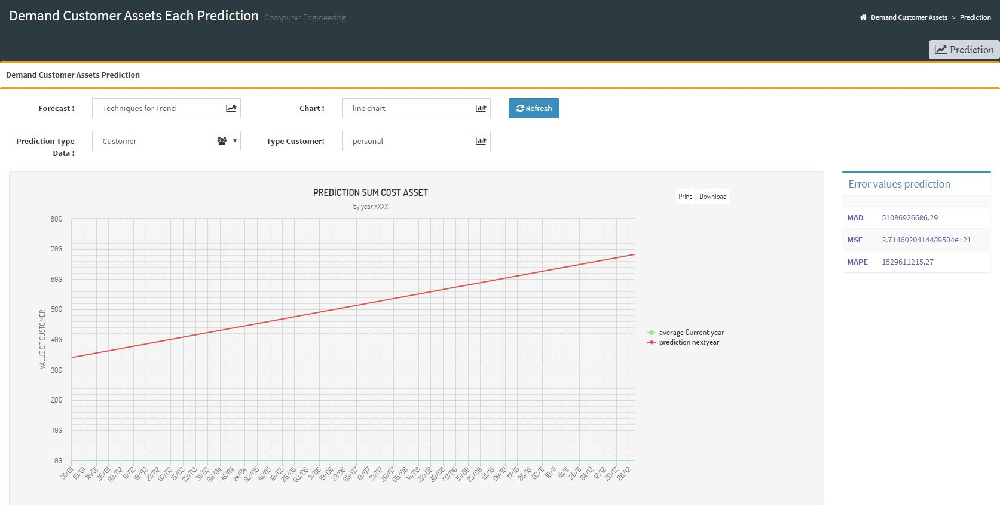 Demand Customer Assets Each Prediction Computer Engineering
Demand Customer Assets > Prediction
Prediction
Demand Customer Assets Prediction
Forecast : Techniques for Trend Chart : line chart Refresh
Prediction Type Data : Customer Type Customer: personal
PREDICTION SUM COST ASSET
by year XXXX
Print Download
80G
70G
60G
50G
40G
30G
20G
10G
0G
VALUE OF CUSTOMER
01/01 10/01 18/01 26/01 03/02 11/02 19/02 27/02 07/03 15/03 23/03 31/03 08/04 16/04 24/04 02/05 10/05 18/05 26/05 03/06 11/06 19/06 27/06 05/07 13/07 21/07 29/07 06/08 14/08 22/08 30/08 07/09 15/09 23/09 01/10 09/10 17/10 25/10 02/11 10/11 18/11 26/11 04/12 12/12 20/12 28/12
average Current year
prediction nextyear
Error values prediction
MAD 51086926686.29
MSE 2.7146020414489504e+21
MAPE 1529611215.27